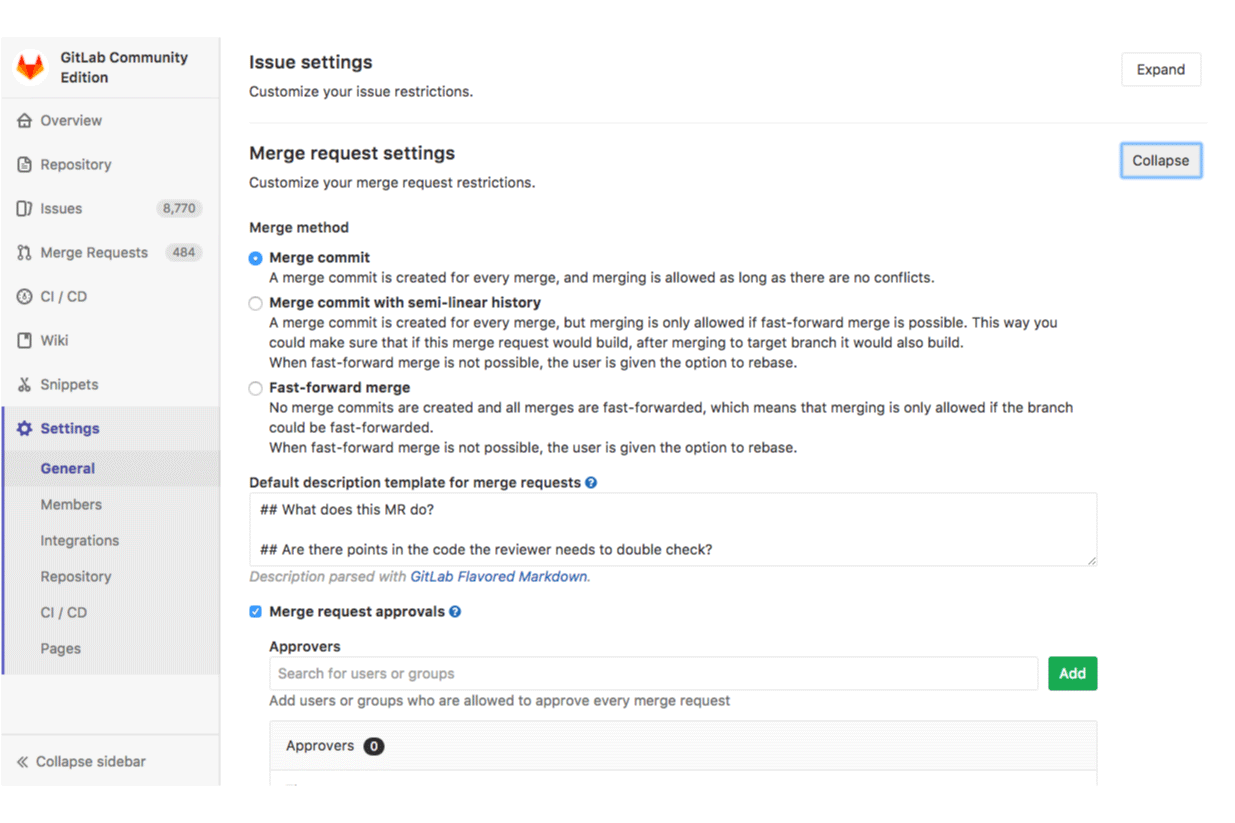 GitLab Community
Edition
Overview
Repository
Issues 8,770
Merge Requests 484
CI / CD
Wiki
Snippets
Settings
General
Members
Integrations
Repository
CI / CD
Pages
Collapse sidebar
Issue settings
Expand
Customize your issue restrictions.
Merge request settings
Collapse
Customize your merge request restrictions.
Merge method
Merge commit
A merge commit is created for every merge, and merging is allowed as long as there are no conflicts.
Merge commit with semi-linear history
A merge commit is created for every merge, but merging is only allowed if fast-forward merge is possible. This way you
could make sure that if this merge request would build, after merging to target branch it would also build.
When fast-forward merge is not possible, the user is given the option to rebase.
Fast-forward merge
No merge commits are created and all merges are fast-forwarded, which means that merging is only allowed if the branch
could be fast-forwarded.
When fast-forward merge is not possible, the user is given the option to rebase.
Default description template for merge requests
## What does this MR do?
## Are there points in the code the reviewer needs to double check?
Description parsed with GitLab Flavored Markdown.
Merge request approvals
Approvers
Search for users or groups
Add
Add users or groups who are allowed to approve every merge request
Approvers 0